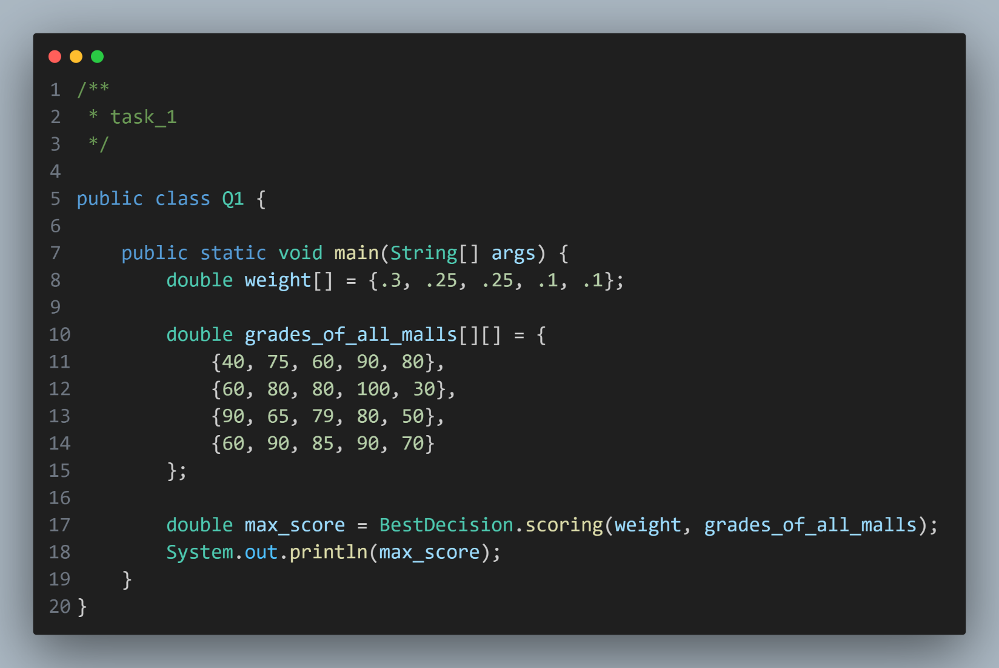 1 /**
2  * task_1
3  */
4
5 public class Q1 {
6
7     public static void main(String[] args) {
8         double weight[] = {.3, .25, .25, .1, .1};
9
10         double grades_of_all_malls[][] = {
11             {40, 75, 60, 90, 80},
12             {60, 80, 80, 100, 30},
13             {90, 65, 79, 80, 50},
14             {60, 90, 85, 90, 70}
15         };
16
17         double max_score = BestDecision.scoring(weight, grades_of_all_malls);
18         System.out.println(max_score);
19     }
20 }